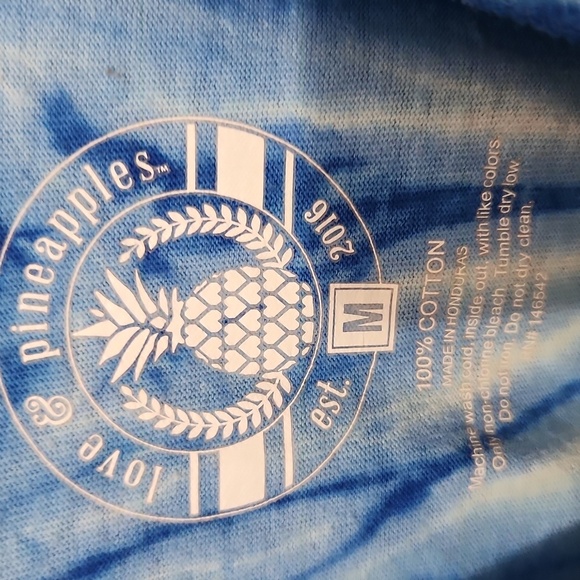 love & pineapples™
est. 2016
M
100% COTTON
MADE IN HONDURAS
Machine wash cold inside out, with like colors.
Only non-chlorine bleach. Tumble dry low
Do not iron. Do not dry clean.
145542